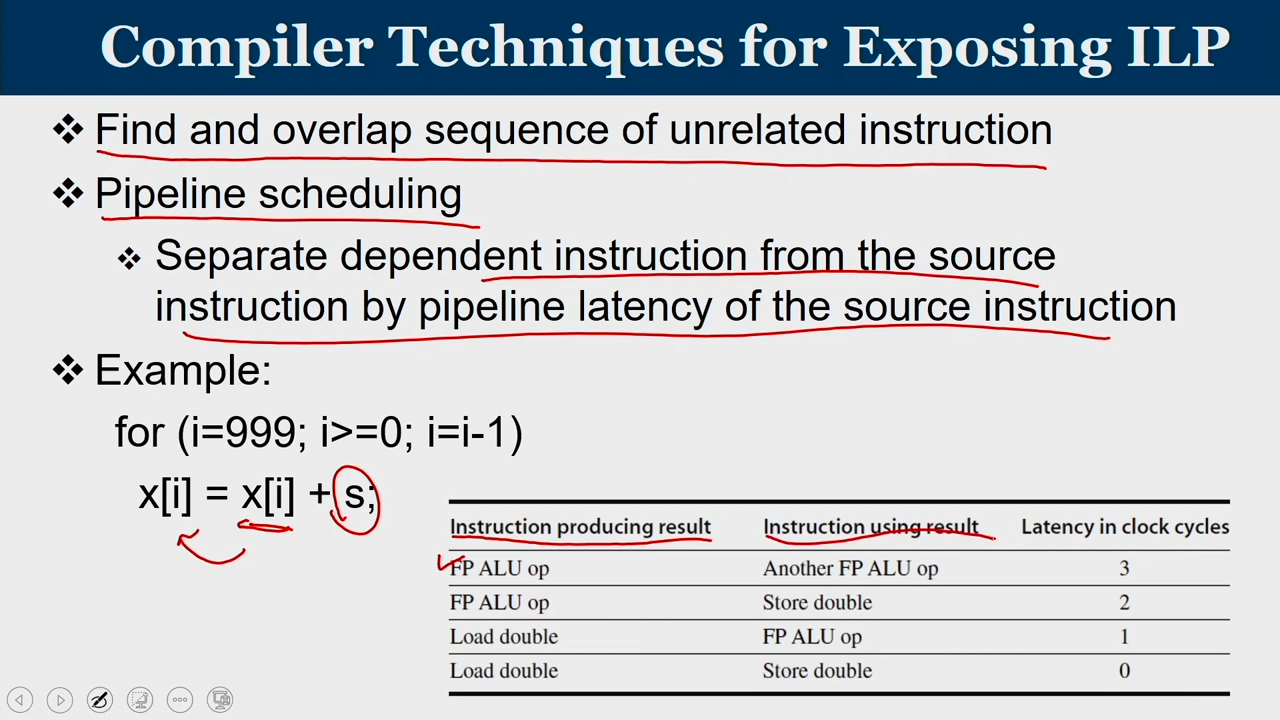 Compiler Techniques for Exposing ILP
Find and overlap sequence of unrelated instruction
Pipeline scheduling
Separate dependent instruction from the source
instruction by pipeline latency of the source instruction
Example:
for (i=999; i>=0; i=i-1)
x[i] = x[i] + s;
Instruction producing result Instruction using result Latency in clock cycles
FP ALU op Another FP ALU op 3
FP ALU op Store double 2
Load double FP ALU op 1
Load double Store double 0